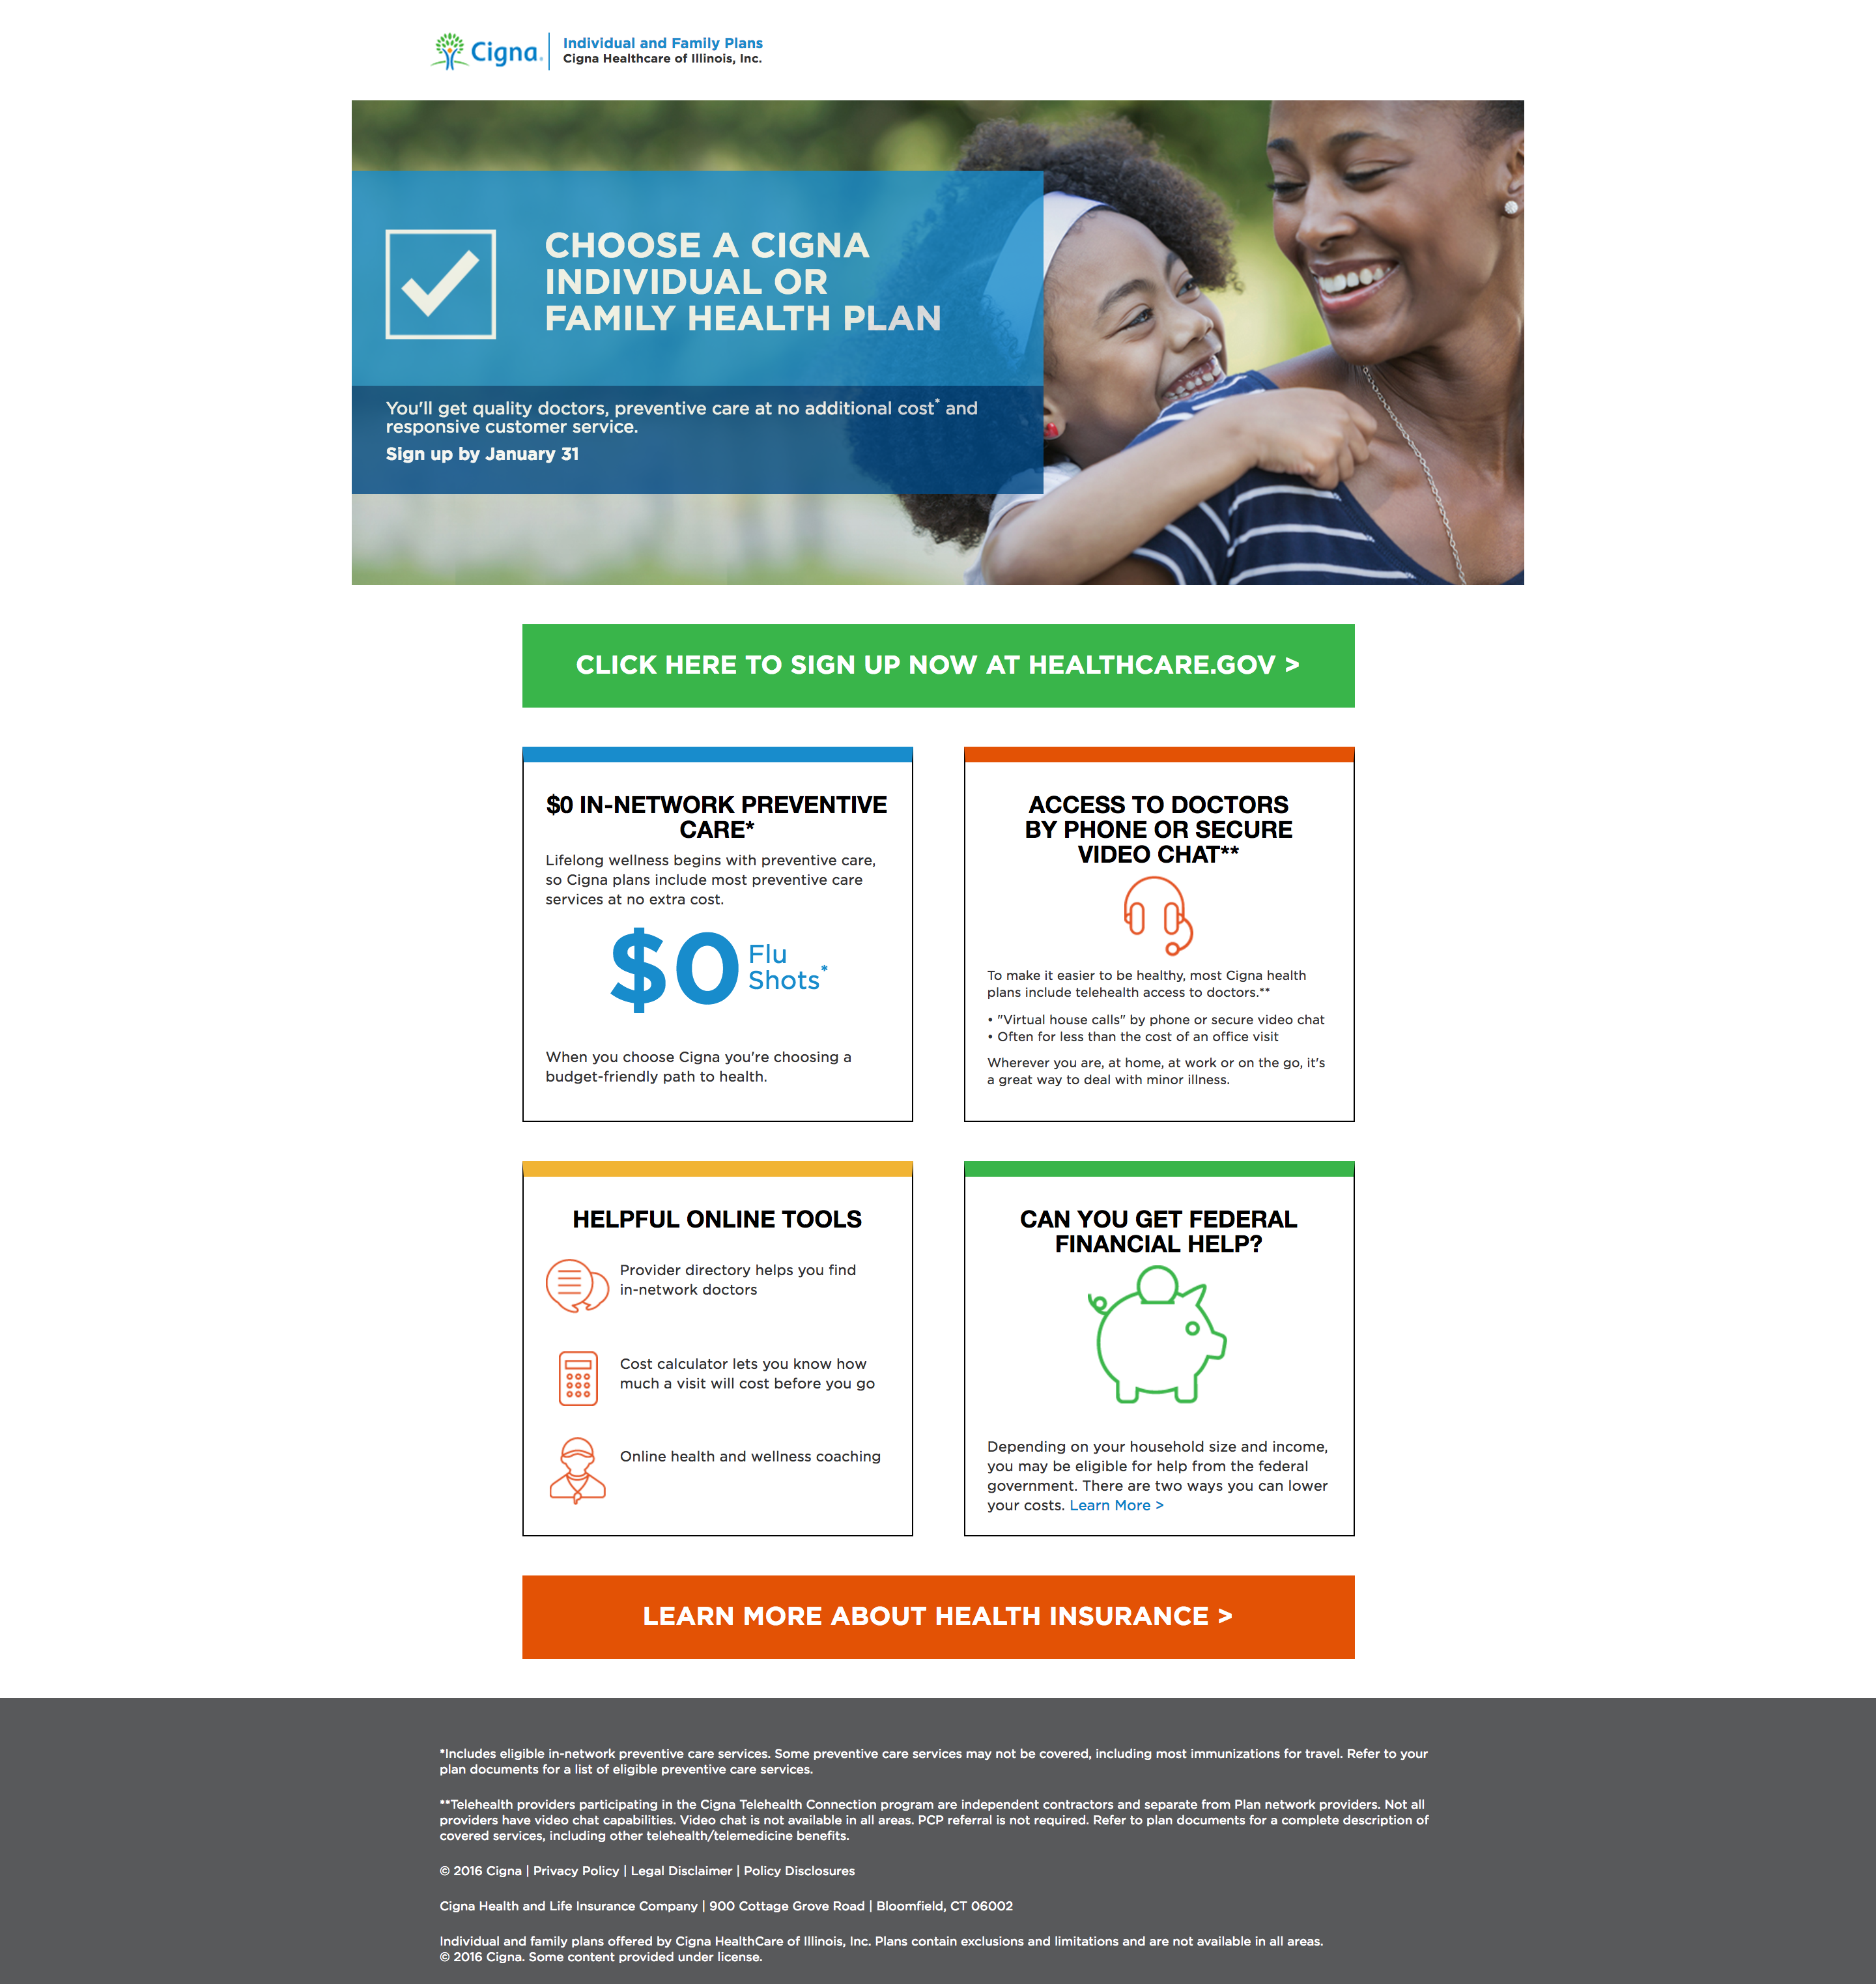 Cigna.
Individual and Family Plans
Cigna Healthcare of Illinois, Inc.
CHOOSE A CIGNA
INDIVIDUAL OR
FAMILY HEALTH PLAN
You'll get quality doctors, preventive care at no additional cost* and
responsive customer service.
Sign up by January 31
CLICK HERE TO SIGN UP NOW AT HEALTHCARE.GOV >
$0 IN-NETWORK PREVENTIVE
CARE*
Lifelong wellness begins with preventive care,
so Cigna plans include most preventive care
services at no extra cost.
$0 Flu
Shots*
When you choose Cigna you're choosing a
budget-friendly path to health.
ACCESS TO DOCTORS
BY PHONE OR SECURE
VIDEO CHAT**
To make it easier to be healthy, most Cigna health
plans include telehealth access to doctors.**
• "Virtual house calls" by phone or secure video chat
• Often for less than the cost of an office visit
Wherever you are, at home, at work or on the go, it's
a great way to deal with minor illness.
HELPFUL ONLINE TOOLS
Provider directory helps you find
in-network doctors
Cost calculator lets you know how
much a visit will cost before you go
Online health and wellness coaching
CAN YOU GET FEDERAL
FINANCIAL HELP?
Depending on your household size and income,
you may be eligible for help from the federal
government. There are two ways you can lower
your costs. Learn More >
LEARN MORE ABOUT HEALTH INSURANCE >
*Includes eligible in-network preventive care services. Some preventive care services may not be covered, including most immunizations for travel. Refer to your
plan documents for a list of eligible preventive care services.
**Telehealth providers participating in the Cigna Telehealth Connection program are independent contractors and separate from Plan network providers. Not all
providers have video chat capabilities. Video chat is not available in all areas. PCP referral is not required. Refer to plan documents for a complete description of
covered services, including other telehealth/telemedicine benefits.
© 2016 Cigna | Privacy Policy | Legal Disclaimer | Policy Disclosures
Cigna Health and Life Insurance Company | 900 Cottage Grove Road | Bloomfield, CT 06002
Individual and family plans offered by Cigna HealthCare of Illinois, Inc. Plans contain exclusions and limitations and are not available in all areas.
© 2016 Cigna. Some content provided under license.